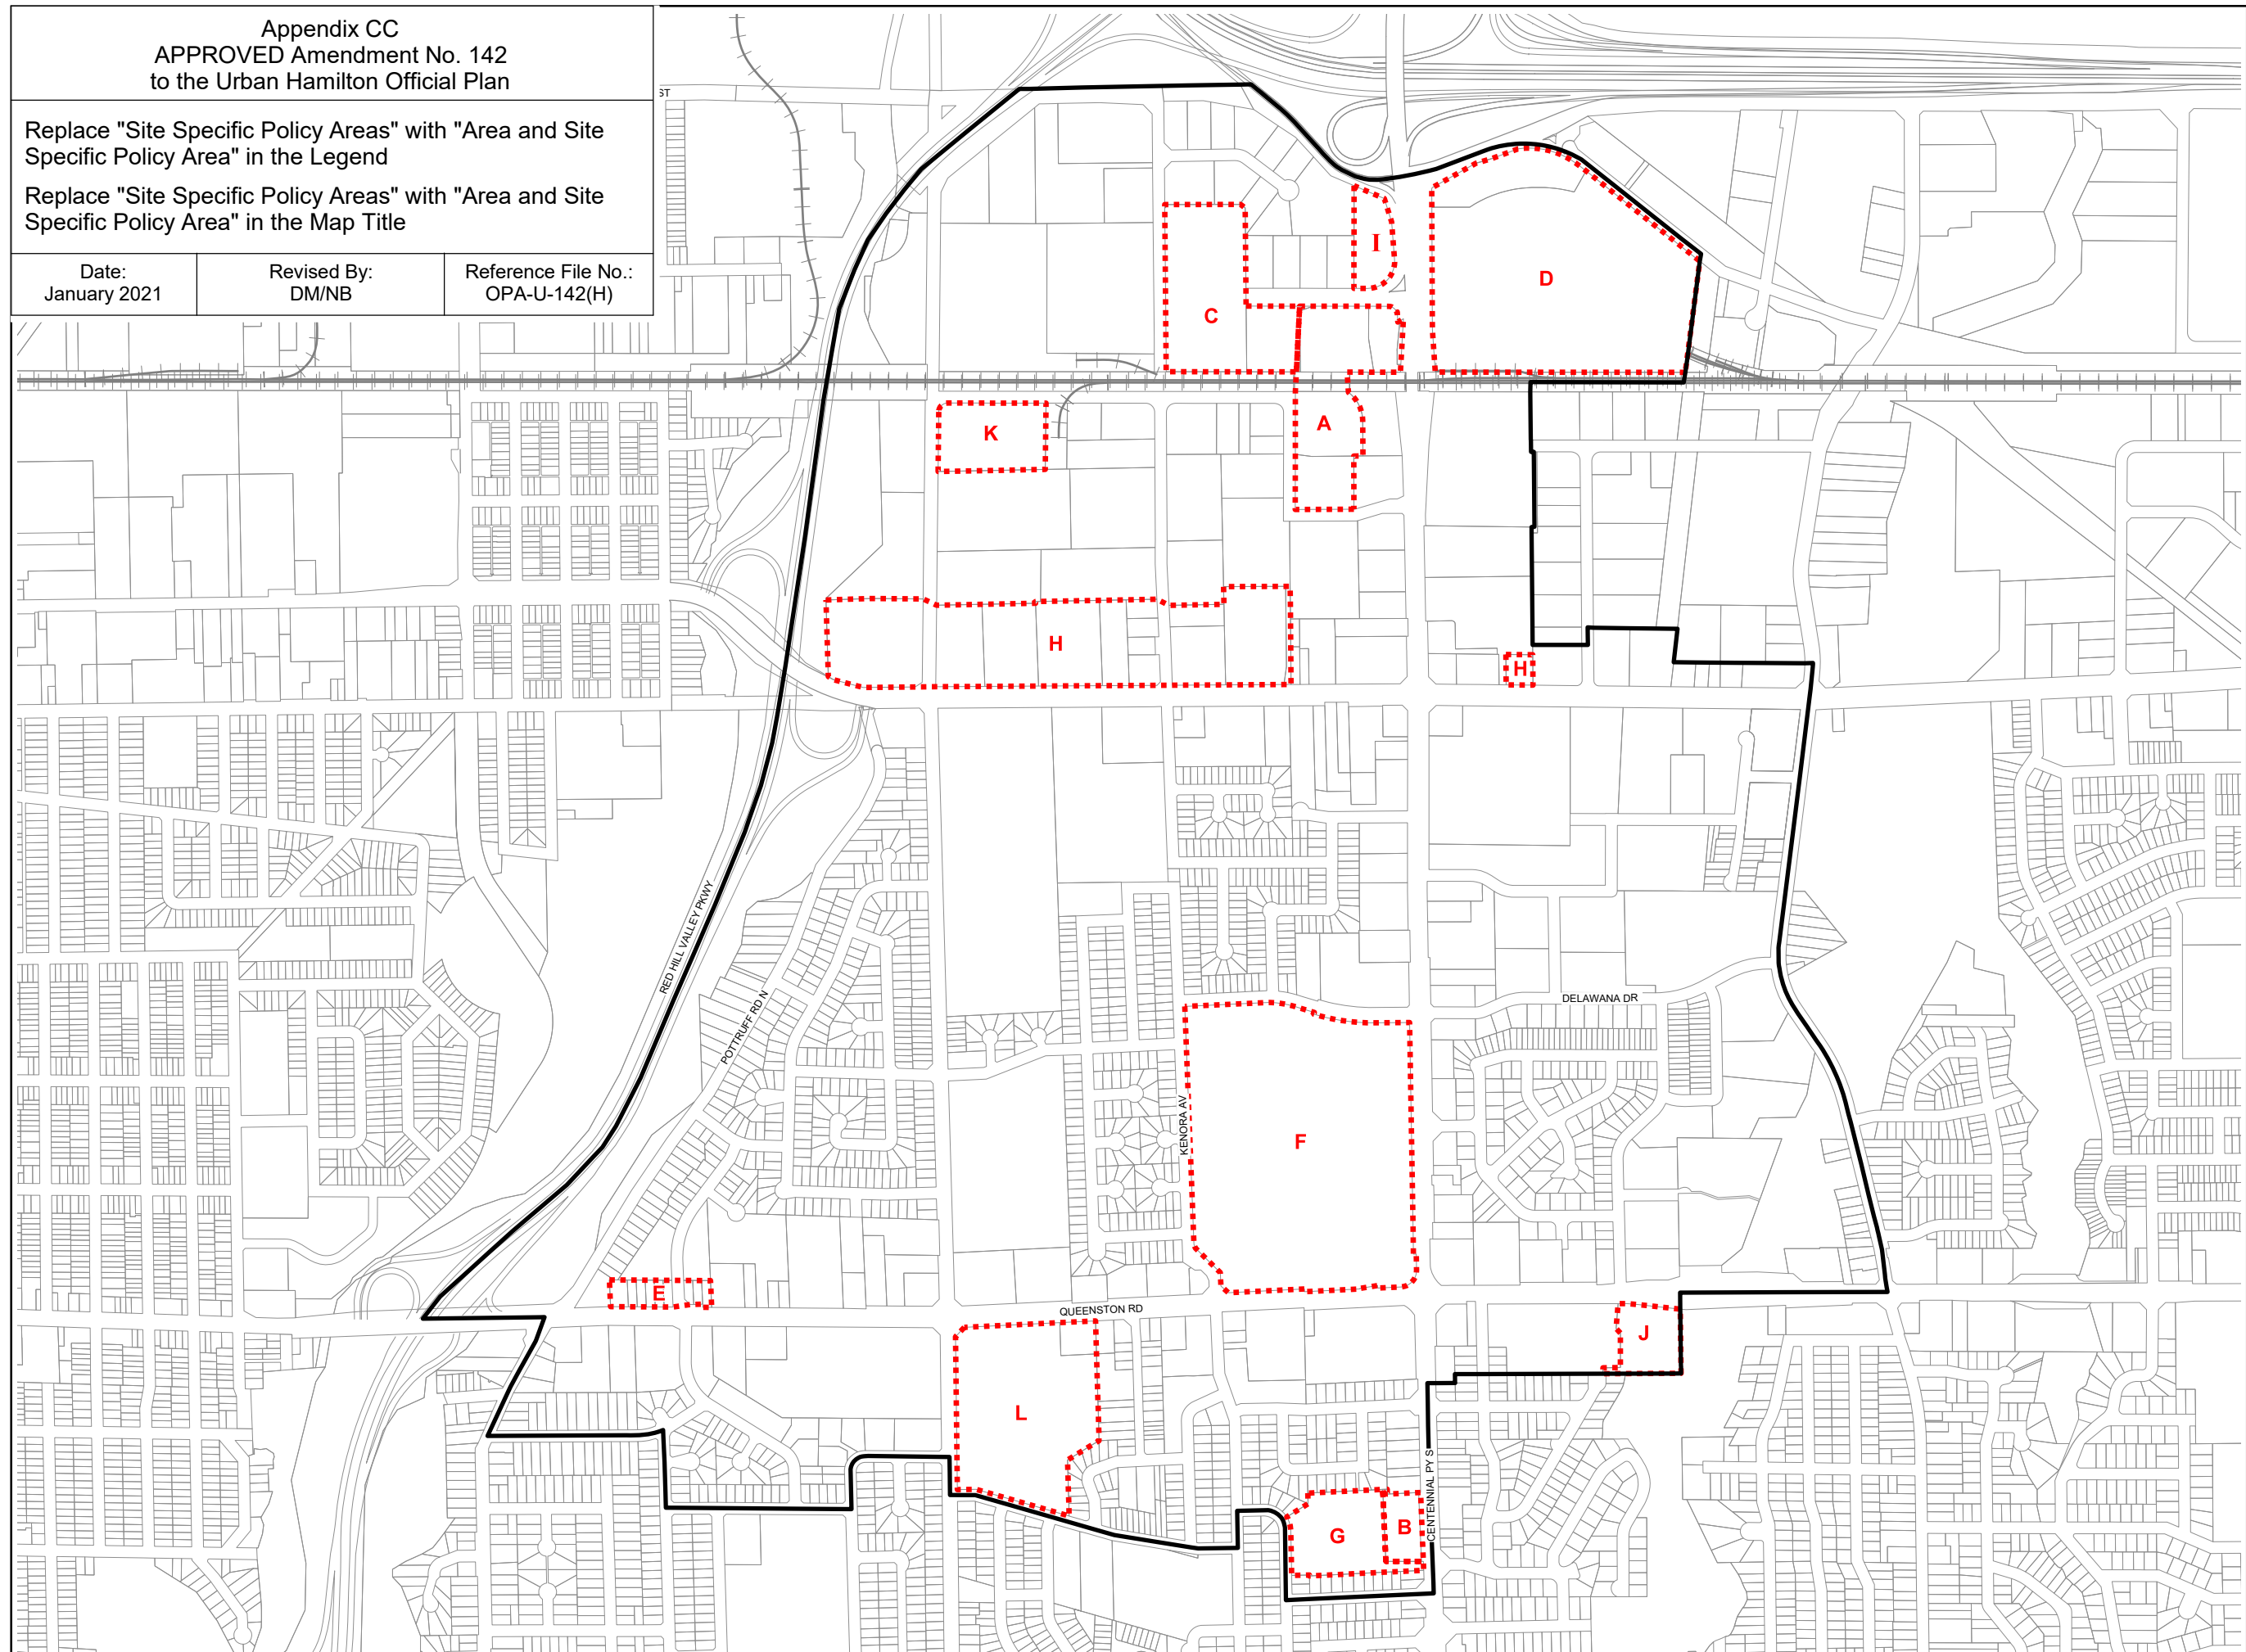 Appendix CC
APPROVED Amendment No. 142
to the Urban Hamilton Official Plan
Replace "Site Specific Policy Areas" with "Area and Site
Specific Policy Area" in the Legend
Replace "Site Specific Policy Areas" with "Area and Site
Specific Policy Area" in the Map Title
Date:
January 2021
Revised By:
DM/NB
Reference File No.:
OPA-U-142(H)
ST
I
D
C
A
K
H
H
RED HILL VALLEY PKWY
POTTRUFF RD N
DELAWANA DR
KENORA AV
F
E
QUEENSTON RD
J
L
CENTENNIAL PY S
G
B